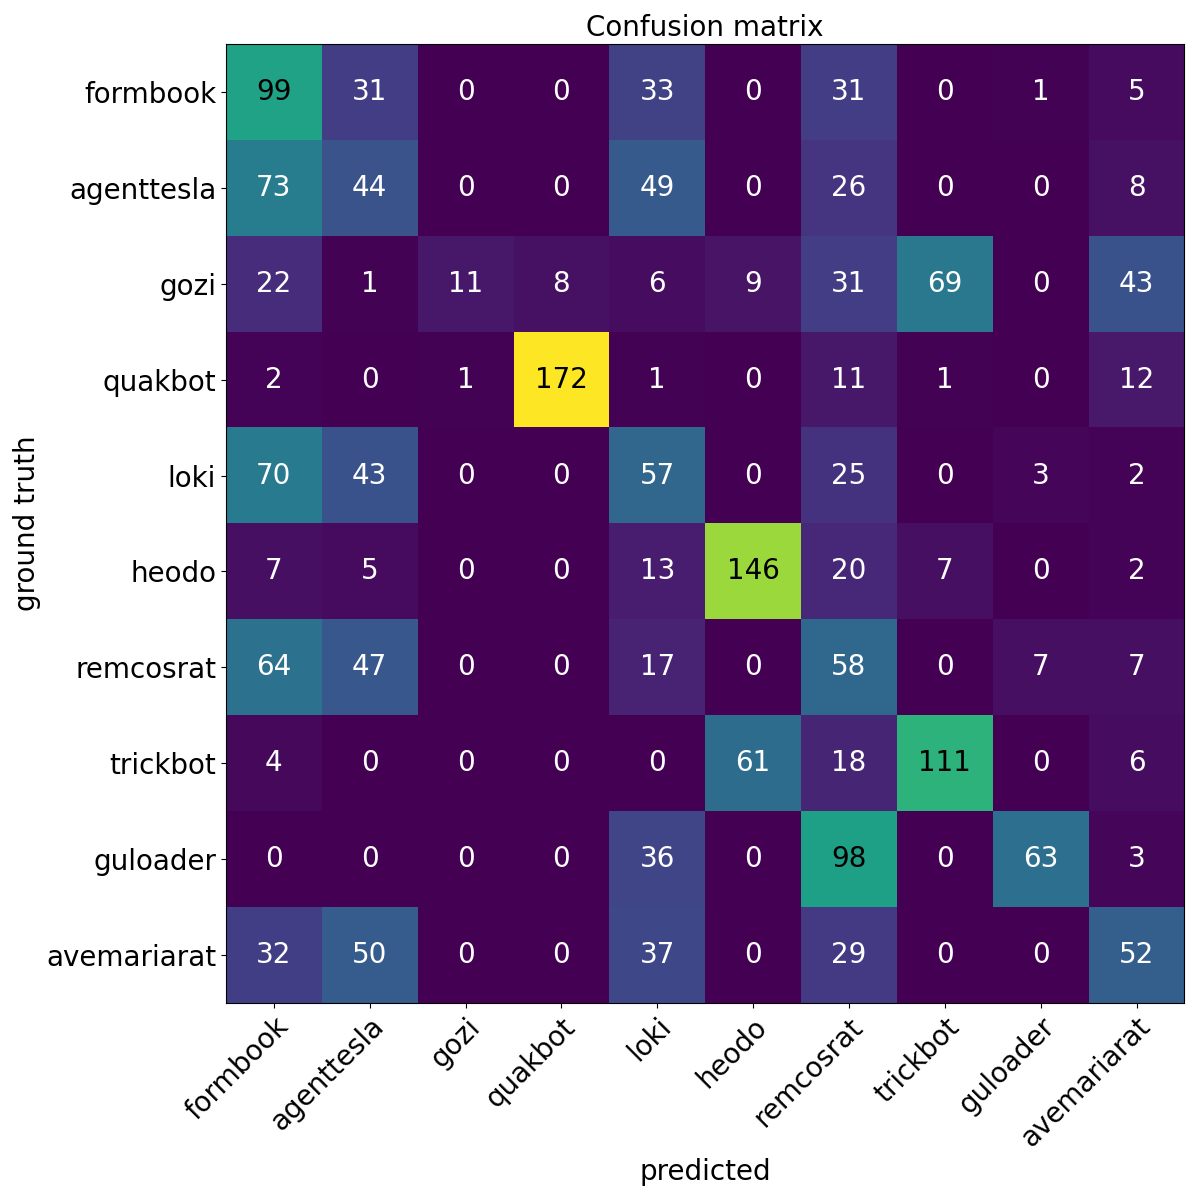 Confusion matrix
formbook 99 31 0 0 33 0 31 0 1 5
agenttesla 73 44 0 0 49 0 26 0 0 8
gozi 22 1 11 8 6 9 31 69 0 43
quakbot 2 0 1 172 1 0 11 1 0 12
loki 70 43 0 0 57 0 25 0 3 2
heodo 7 5 0 0 13 146 20 7 0 2
remcosrat 64 47 0 0 17 0 58 0 7 7
trickbot 4 0 0 0 0 61 18 111 0 6
guloader 0 0 0 0 36 0 98 0 63 3
avemariarat 32 50 0 0 37 0 29 0 0 52
ground truth
formbook agenttesla gozi quakbot loki heodo remcosrat trickbot guloader avemariarat
predicted